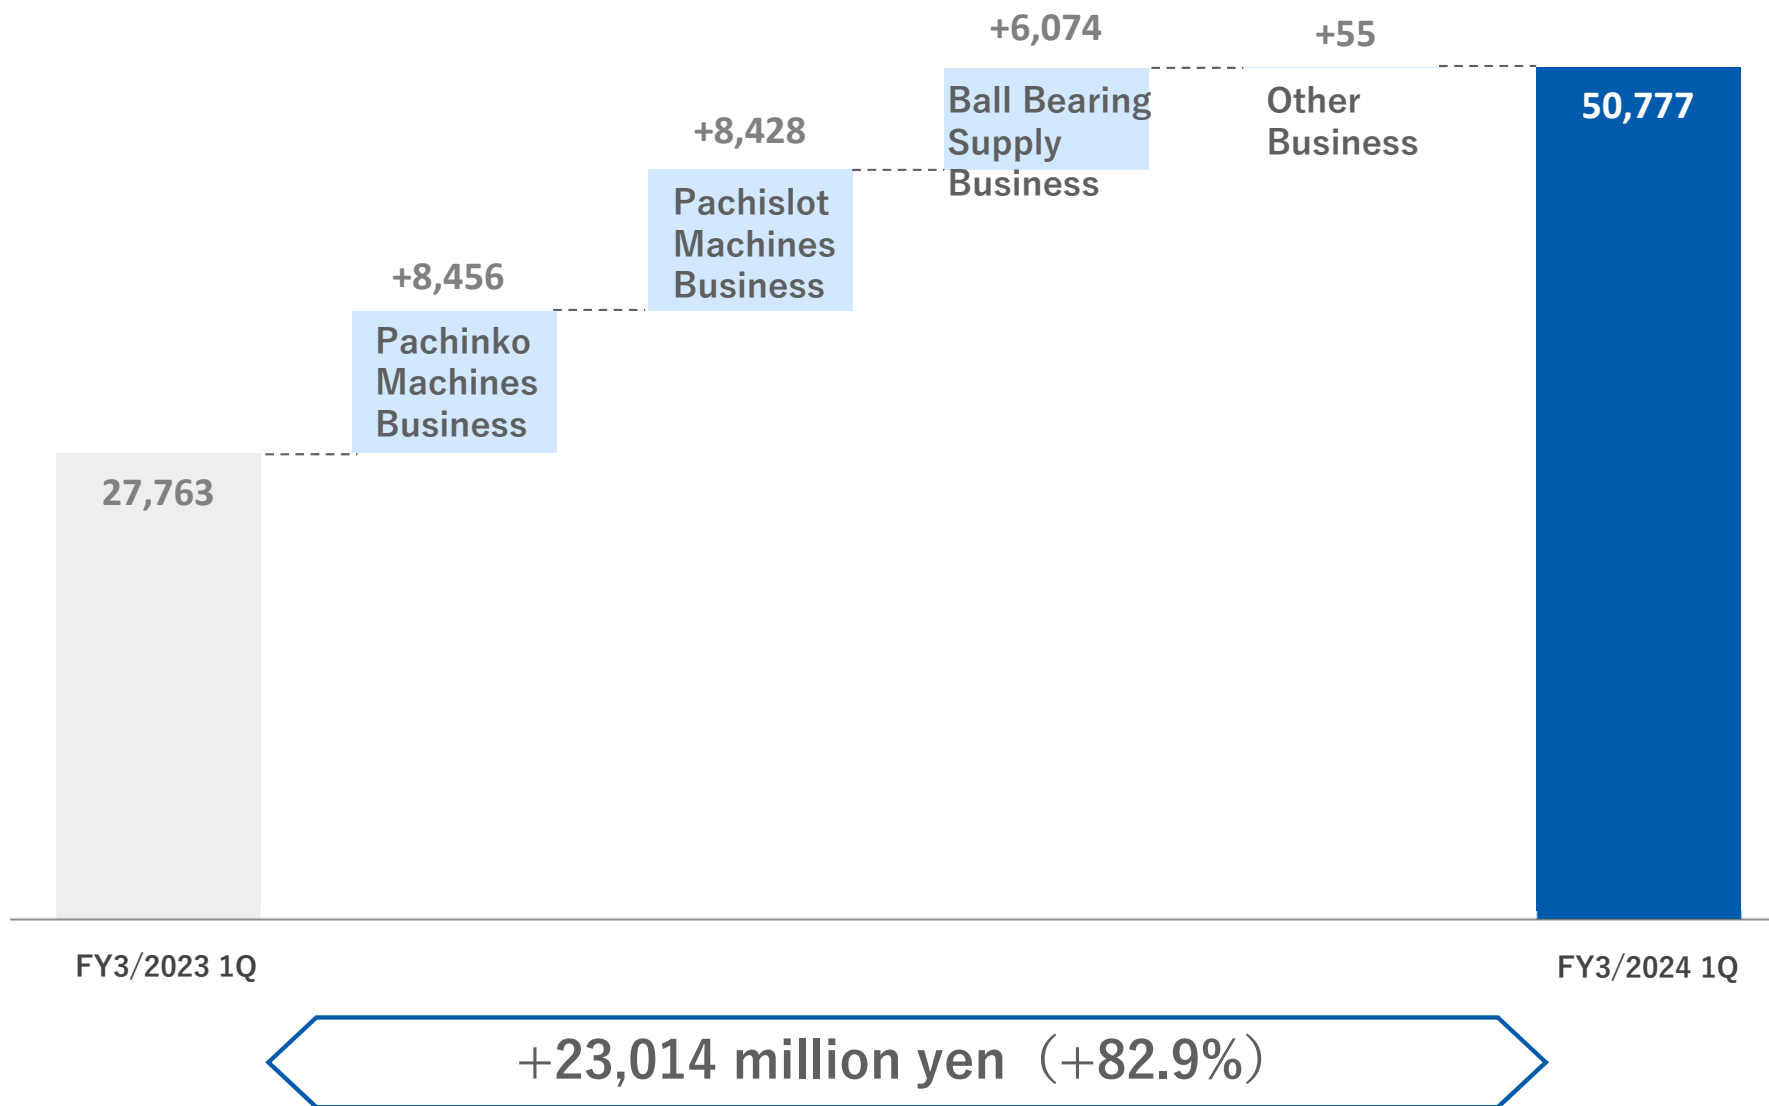 +6,074
+55
Ball Bearing
Supply
Business
Other
Business
50,777
+8,428
Pachislot
Machines
Business
+8,456
Pachinko
Machines
Business
27,763
FY3/2023 1Q
FY3/2024 1Q
+23,014 million yen（+82.9%）